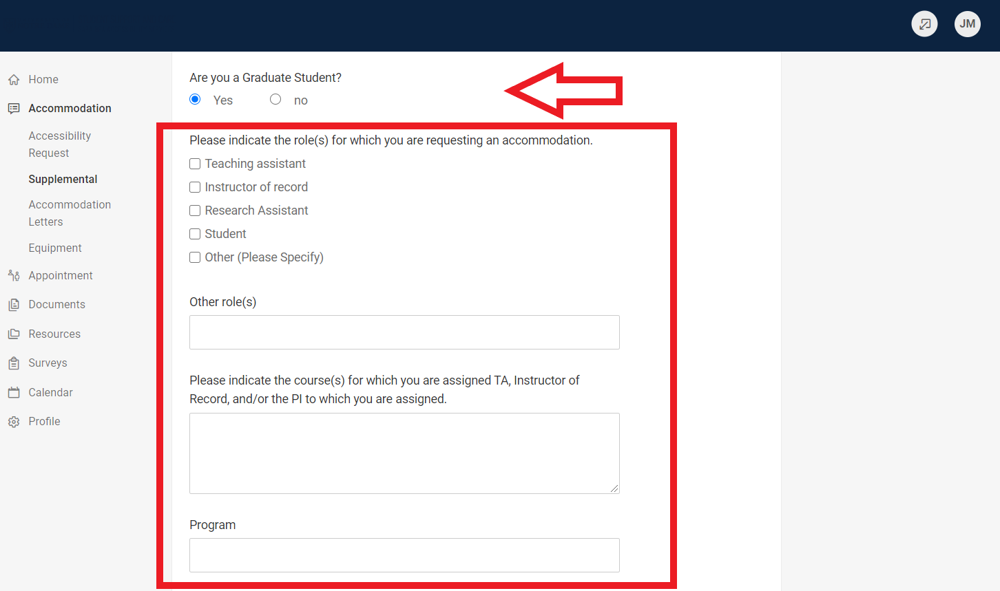 JM
Home
Accommodation
Accessibility
Request
Supplemental
Accommodation
Letters
Equipment
Appointment
Documents
Resources
Surveys
Calendar
Profile
Are you a Graduate Student?
Yes no
Please indicate the role(s) for which you are requesting an accommodation.
Teaching assistant
Instructor of record
Research Assistant
Student
Other (Please Specify)
Other role(s)
Please indicate the course(s) for which you are assigned TA, Instructor of
Record, and/or the PI to which you are assigned.
Program